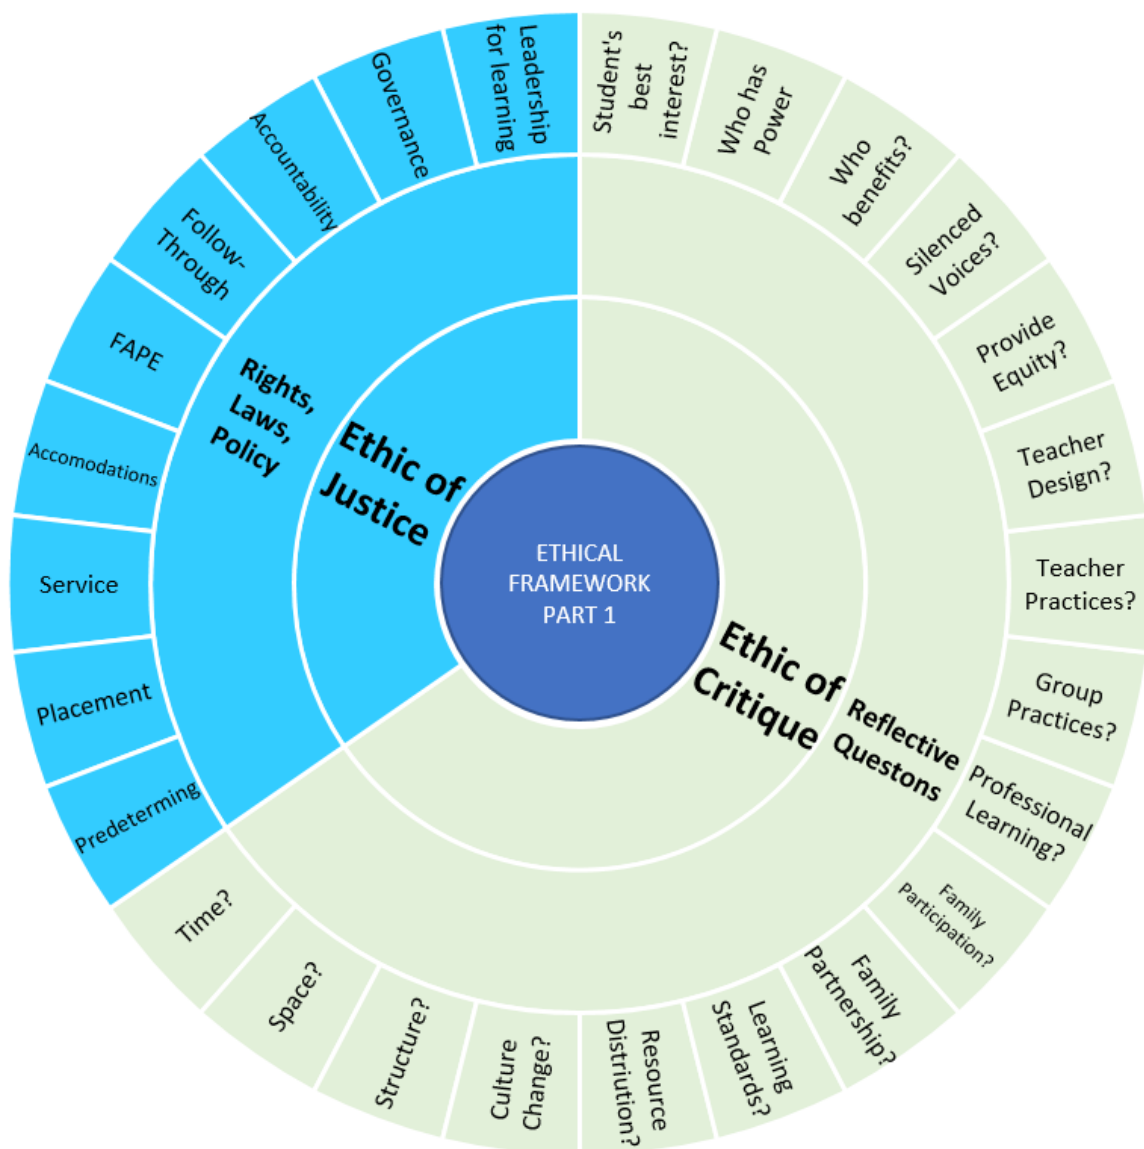 ETHICAL
FRAMEWORK
PART 1
Ethic of
Justice
Rights,
Laws,
Policy
Leadership
for learning
Governance
Accountability
Follow-
Through
FAPE
Accomodations
Service
Placement
Predeterming
Ethic of
Critique
Reflective
Questons
Student's
best
interest?
Who has
Power
Who
benefits?
Silenced
Voices?
Provide
Equity?
Teacher
Design?
Teacher
Practices?
Group
Practices?
Professional
Learning?
Family
Participation?
Family
Partnership?
Learning
Standards?
Resource
Distriution?
Culture
Change?
Structure?
Space?
Time?